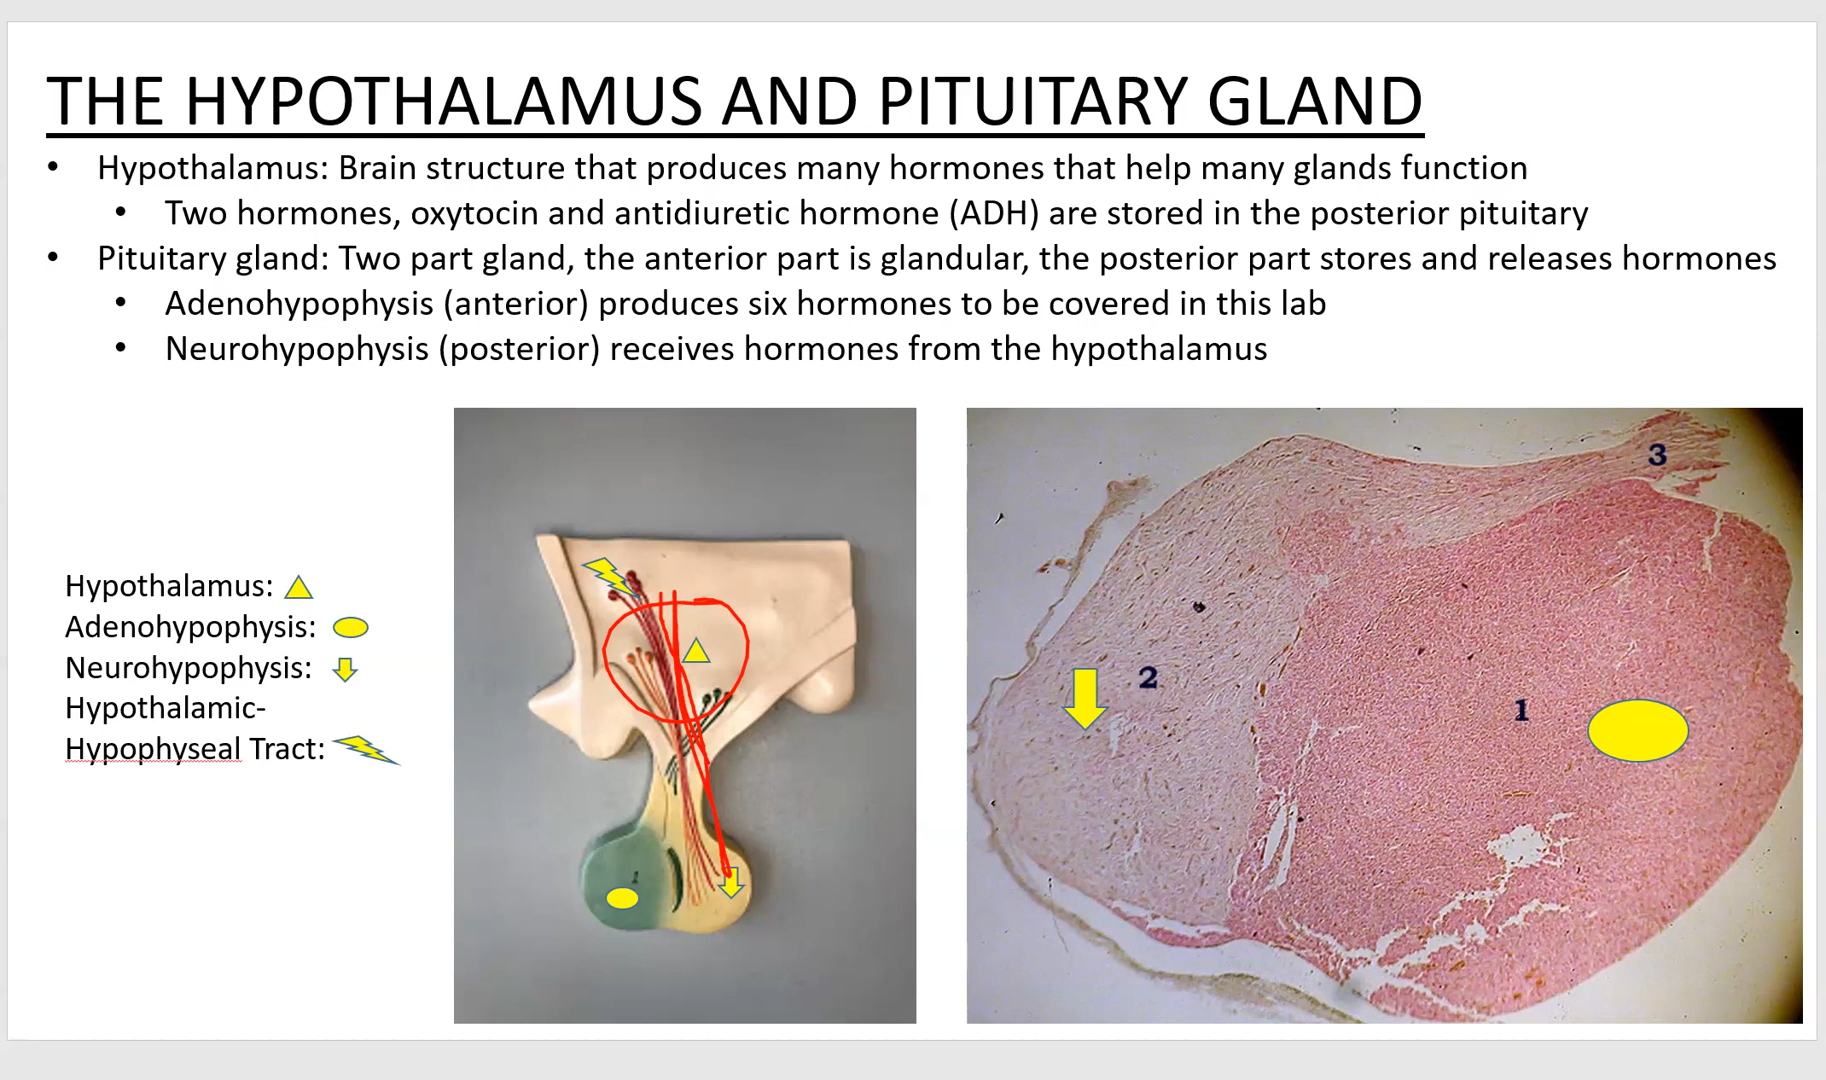 THE HYPOTHALAMUS AND PITUITARY GLAND
• Hypothalamus: Brain structure that produces many hormones that help many glands function
• Two hormones, oxytocin and antidiuretic hormone (ADH) are stored in the posterior pituitary
• Pituitary gland: Two part gland, the anterior part is glandular, the posterior part stores and releases hormones
• Adenohypophysis (anterior) produces six hormones to be covered in this lab
• Neurohypophysis (posterior) receives hormones from the hypothalamus
Hypothalamus:
Adenohypophysis:
Neurohypophysis:
Hypothalamic-
Hypophyseal Tract:
3
2
1